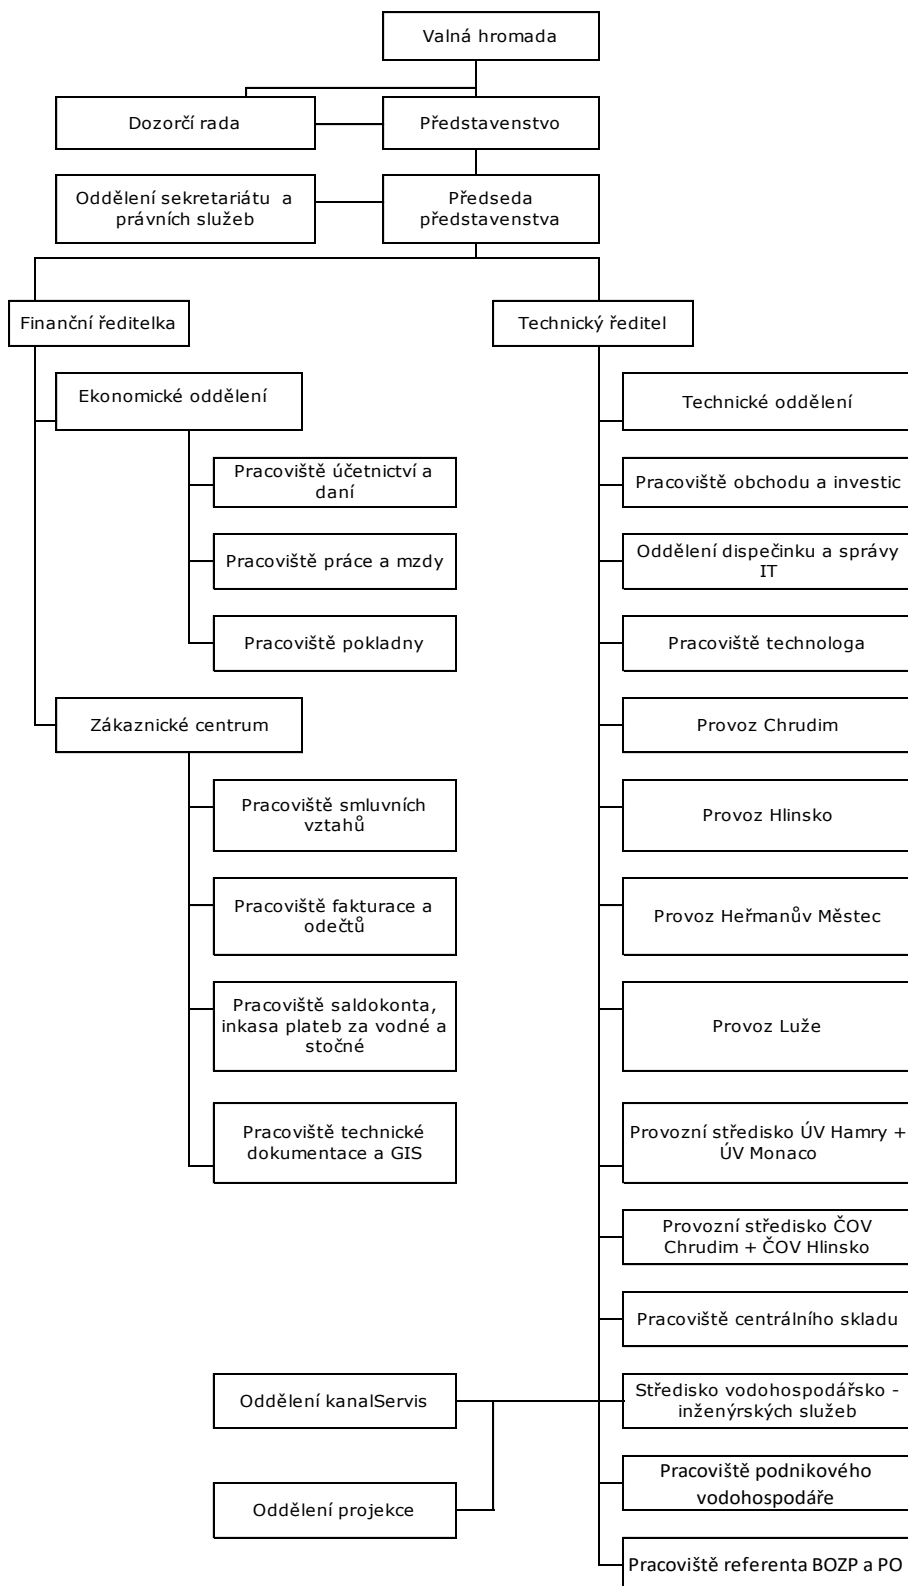 Valná hromada
Dozorčí rada
Představenstvo
Oddělení sekretariátu a
právních služeb
Předseda
představenstva
Finanční ředitelka
Technický ředitel
Ekonomické oddělení
Pracoviště účetnictví a
daní
Pracoviště práce a mzdy
Pracoviště pokladny
Zákaznické centrum
Pracoviště smluvních
vztahů
Pracoviště fakturace a
odečtů
Pracoviště saldokonta,
inkasa plateb za vodné a
stočné
Pracoviště technické
dokumentace a GIS
Technické oddělení
Pracoviště obchodu a investic
Oddělení dispečinku a správy
IT
Pracoviště technologa
Provoz Chrudim
Provoz Hlinsko
Provoz Heřmanův Městec
Provoz Luže
Provozní středisko ÚV Hamry +
ÚV Monaco
Provozní středisko ČOV
Chrudim + ČOV Hlinsko
Pracoviště centrálního skladu
Oddělení kanalServis
Středisko vodohospodářsko -
inženýrských služeb
Oddělení projekce
Pracoviště podnikového
vodohospodáře
Pracoviště referenta BOZP a PO